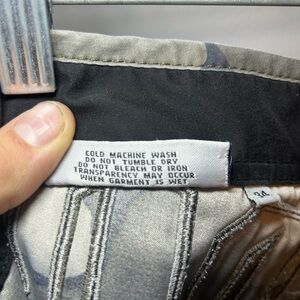 COLD MACHINE WASH
DO NOT TUMBLE DRY
DO NOT BLEACH OR IRON
TRANSPARENCY MAY OCCUR
WHEN GARMENT IS WET
34